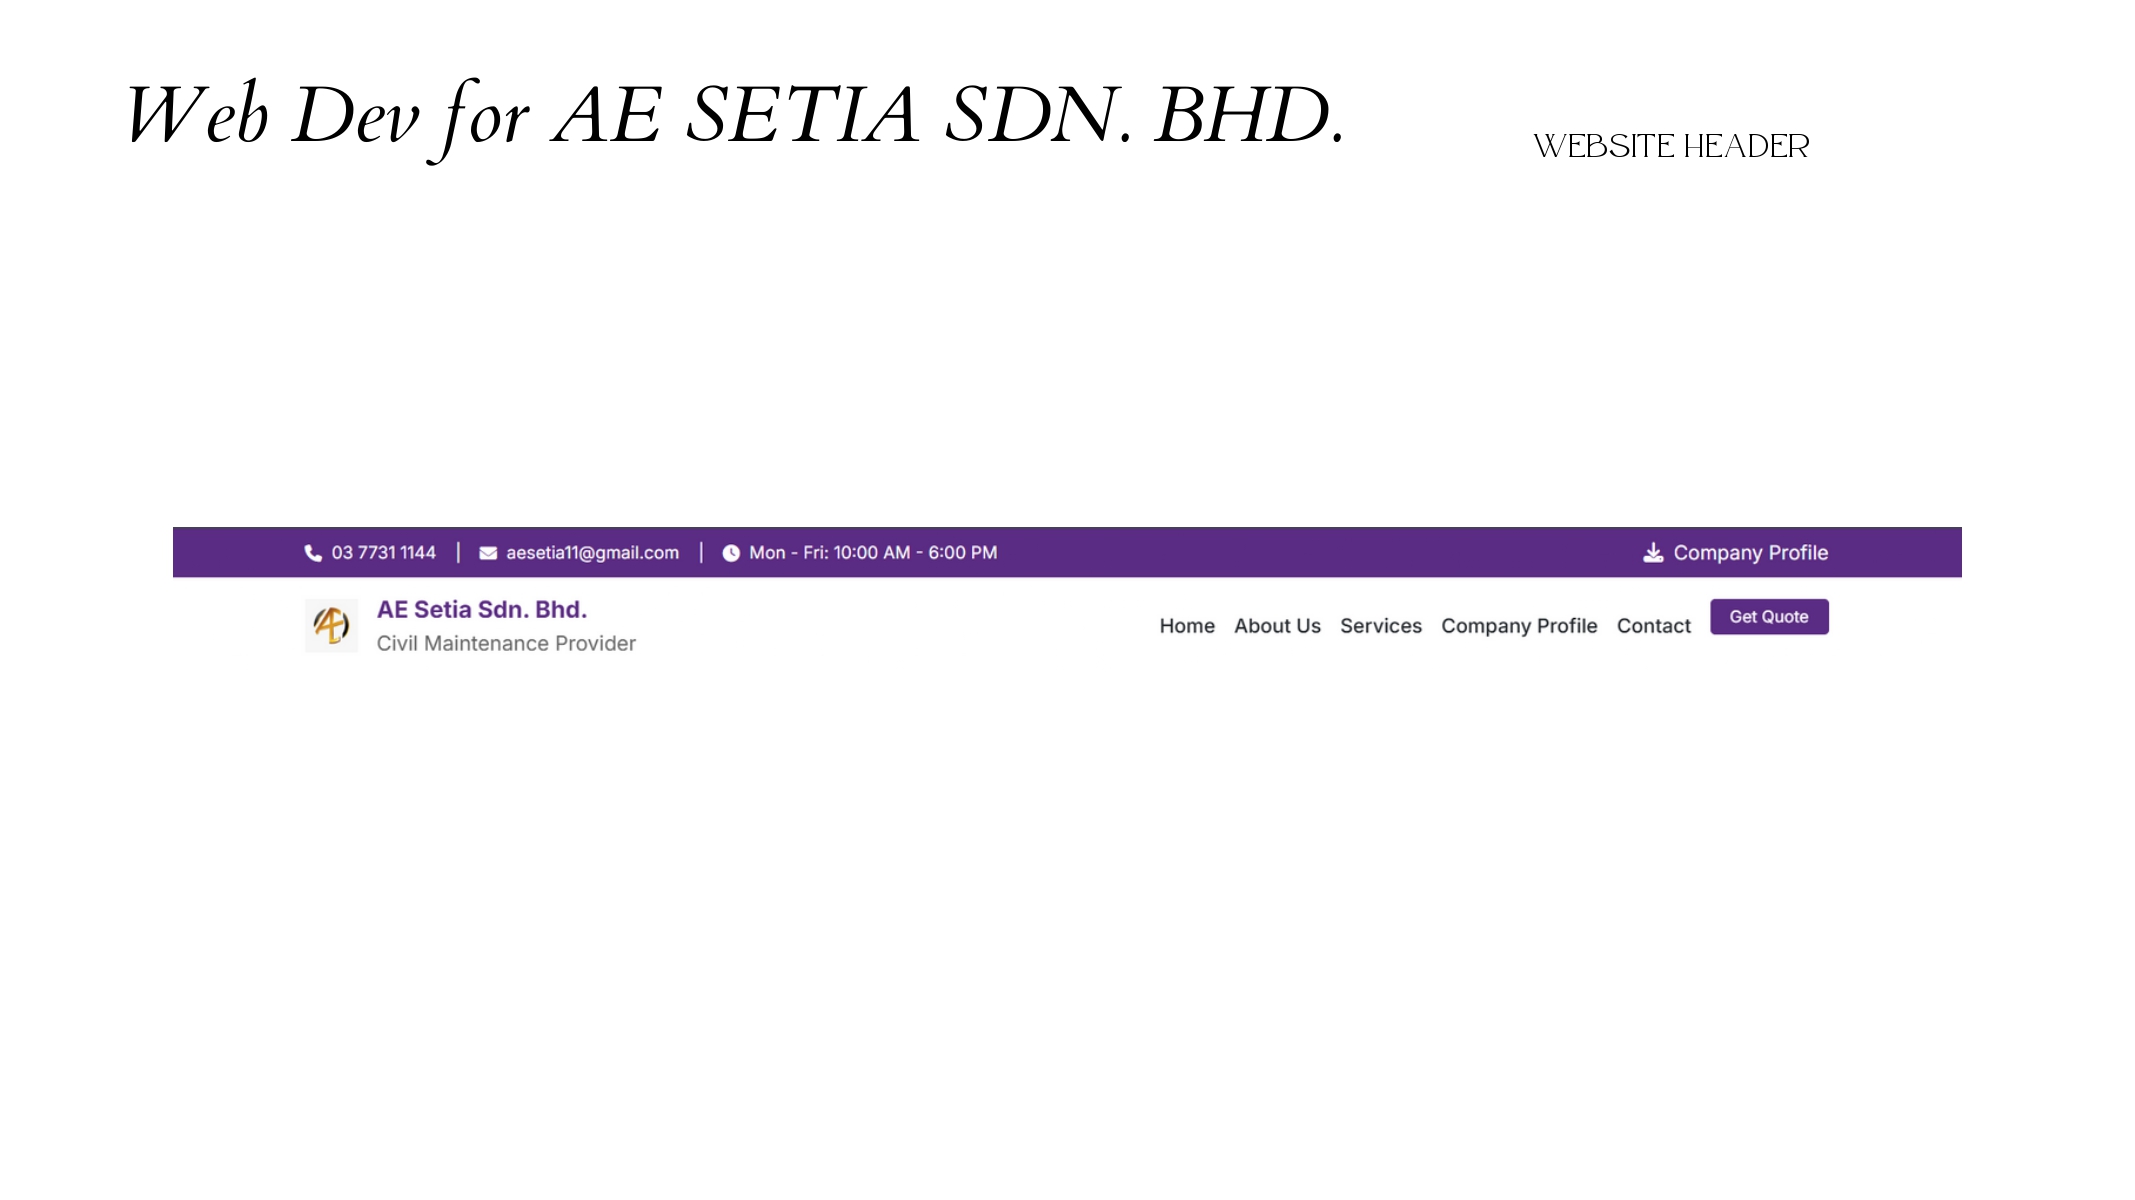 Web Dev for AE SETIA SDN. BHD.
WEBSITE HEADER
03 7731 1144 | aesetia11@gmail.com | Mon - Fri: 10:00 AM - 6:00 PM
Company Profile
AE Setia Sdn. Bhd.
Civil Maintenance Provider
Home About Us Services Company Profile Contact Get Quote